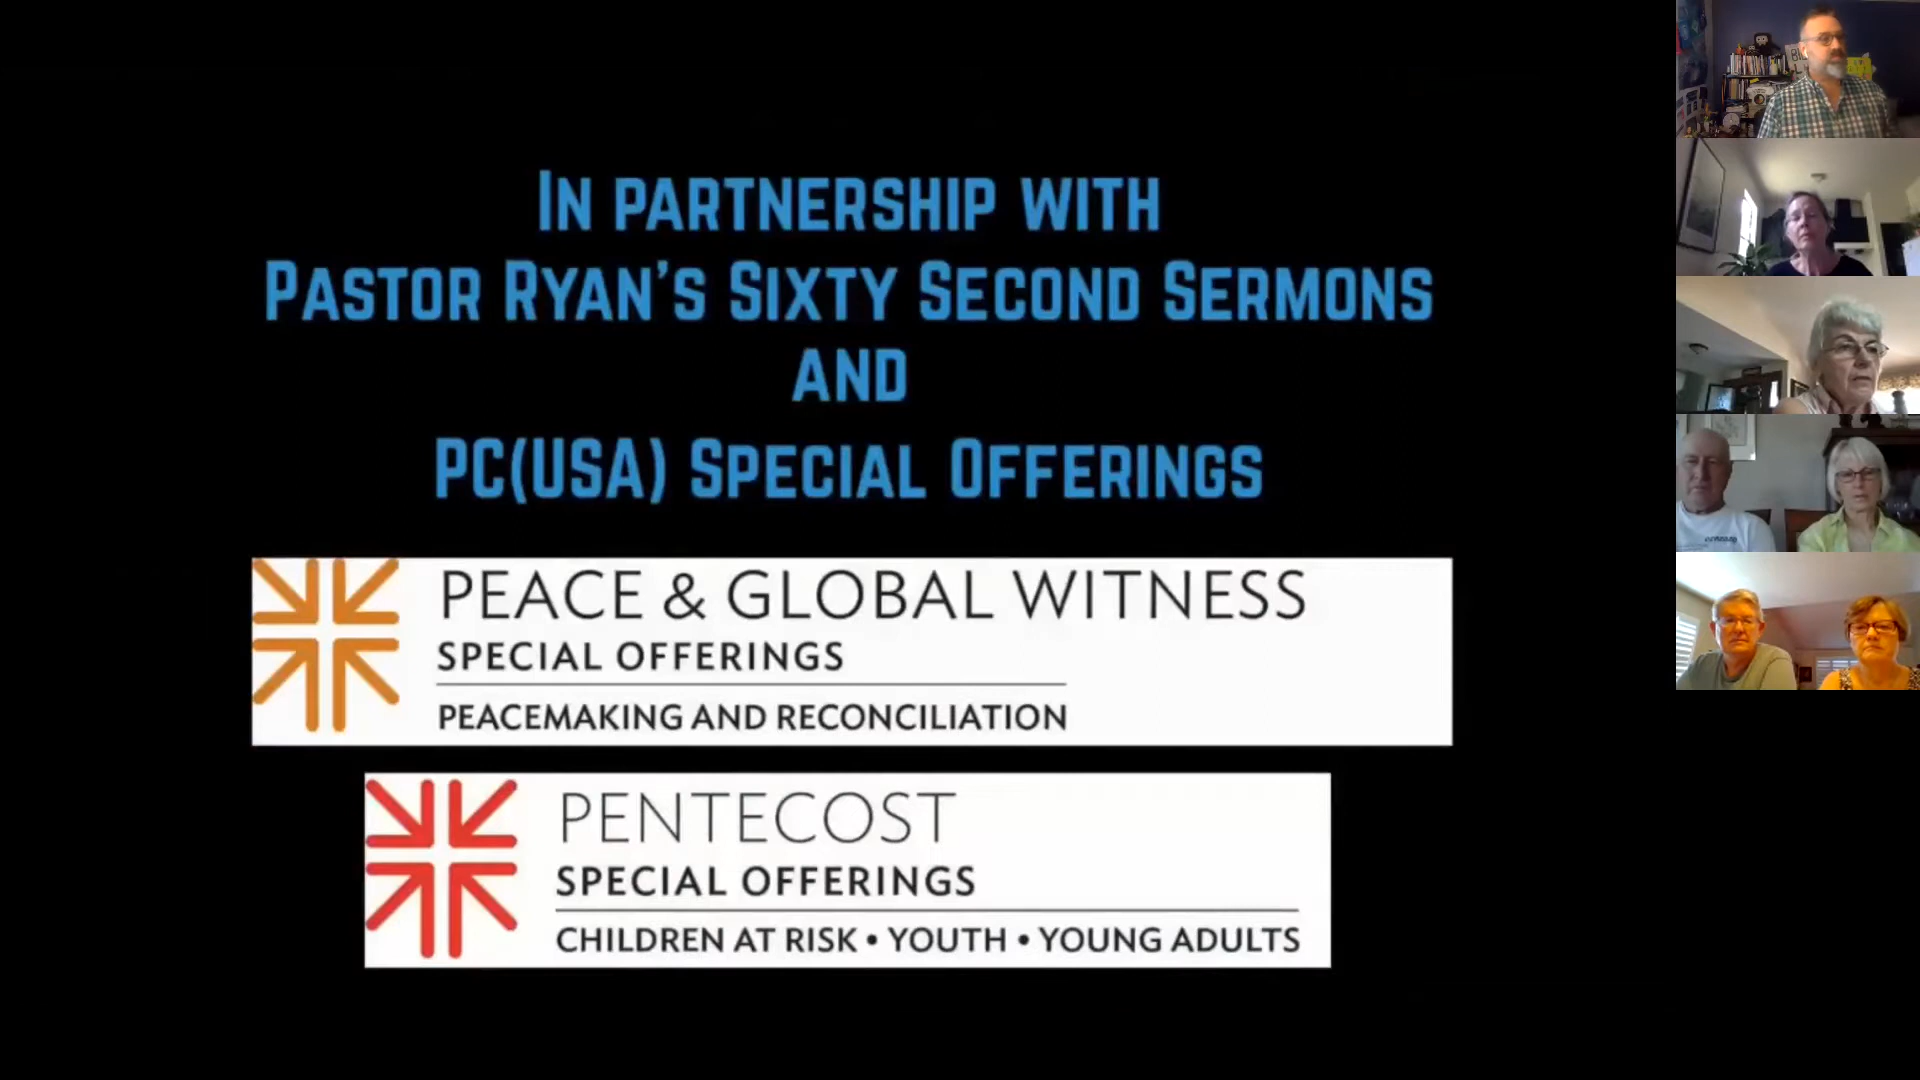 In partnership with
Pastor Ryan's Sixty Second Sermons
and
PC(USA) Special Offerings
PEACE & GLOBAL WITNESS
SPECIAL OFFERINGS
PEACEMAKING AND RECONCILIATION
PENTECOST
SPECIAL OFFERINGS
CHILDREN AT RISK • YOUTH • YOUNG ADULTS